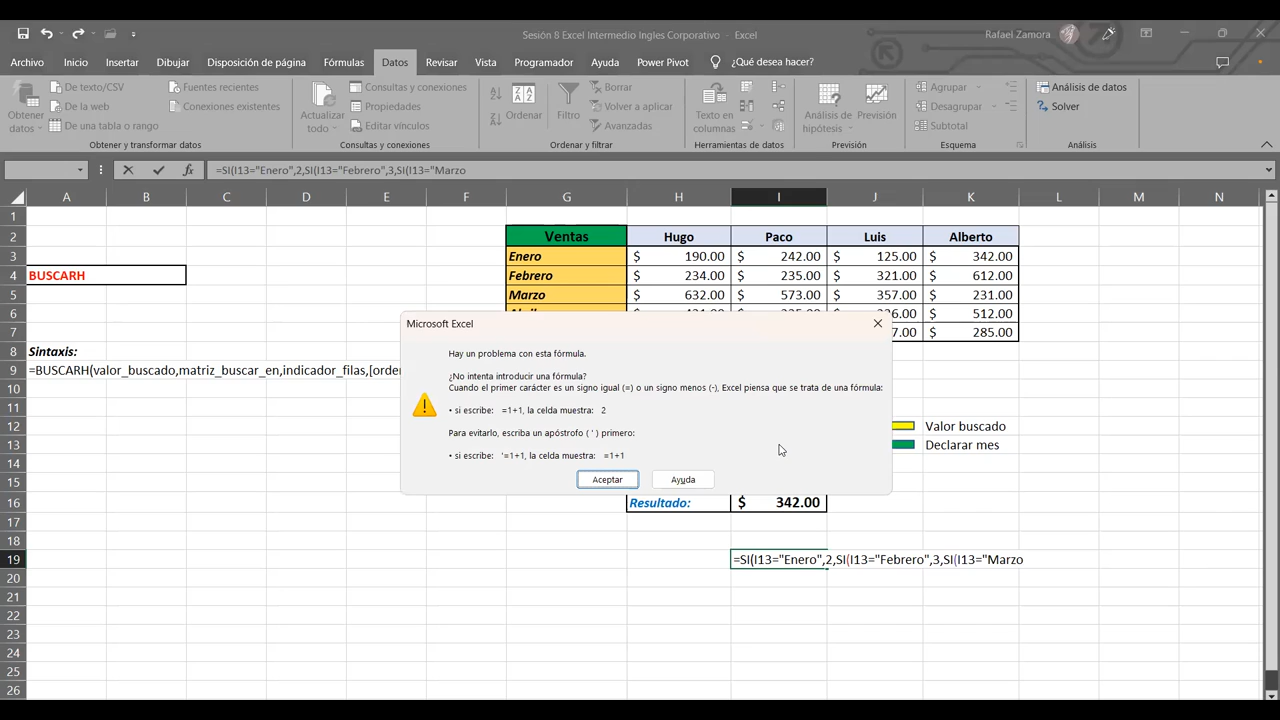 Sesión 8 Excel Intermedio Ingles Corporativo - Excel
Rafael Zamora
Archivo Inicio Insertar Dibujar Disposición de página Fórmulas Datos Revisar Vista Programador Ayuda Power Pivot ¿Qué desea hacer?
Obtener datos
De texto/CSV
De la web
De una tabla o rango
Fuentes recientes
Conexiones existentes
Obtener y transformar datos
Actualizar todo
Consultas y conexiones
Propiedades
Editar vínculos
Consultas y conexiones
Ordenar
Filtro
Borrar
Volver a aplicar
Avanzadas
Ordenar y filtrar
Texto en columnas
Herramientas de datos
Análisis de hipótesis
Previsión
Previsión
Agrupar
Desagrupar
Subtotal
Esquema
Análisis de datos
Solver
Análisis
fx =SI(I13="Enero",2,SI(I13="Febrero",3,SI(I13="Marzo
A B C D E F G H I J K L M N
1
2 Ventas Hugo Paco Luis Alberto
3 Enero $ 190.00 $ 242.00 $ 125.00 $ 342.00
4 BUSCARH Febrero $ 234.00 $ 235.00 $ 321.00 $ 612.00
5 Marzo $ 632.00 $ 573.00 $ 357.00 $ 231.00
6 $ 512.00
7 $ 285.00
8 Sintaxis:
9 =BUSCARH(valor_buscado,matriz_buscar_en,indicador_filas,[orde
10
11
12 Valor buscado
13 Declarar mes
14
15
16 Resultado: $ 342.00
17
18
19 =SI(I13="Enero",2,SI(I13="Febrero",3,SI(I13="Marzo
20
21
22
23
24
25
26
Microsoft Excel
Hay un problema con esta fórmula.
¿No intenta introducir una fórmula?
Cuando el primer carácter es un signo igual (=) o un signo menos (-), Excel piensa que se trata de una fórmula:
• si escribe: =1+1, la celda muestra: 2
Para evitarlo, escriba un apóstrofo ( ' ) primero:
• si escribe: '=1+1, la celda muestra: =1+1
Aceptar Ayuda